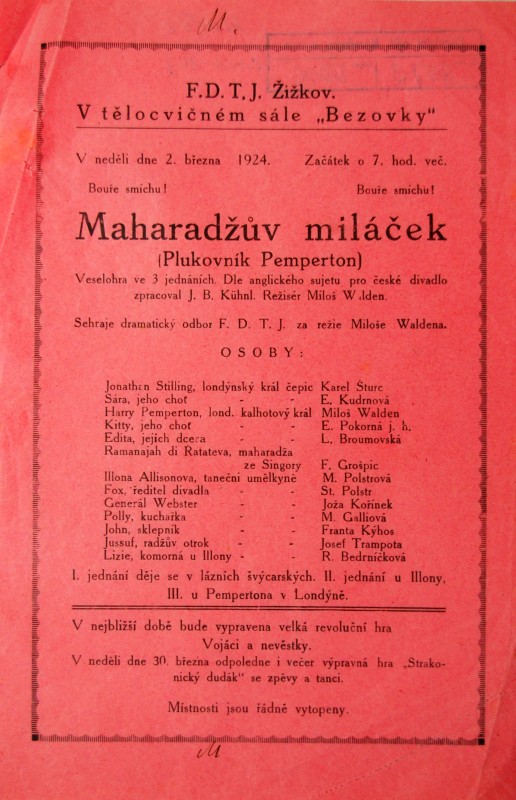 M.
F.D.T.J. Žižkov.
V tělocvičném sále „Bezovky"
V neděli dne 2. března 1924. Začátek o 7. hod. več.
Bouře smíchu! Bouře smíchu!
Maharadžův miláček
(Plukovník Pemperton)
Veselohra ve 3 jednáních. Dle anglického sujetu pro české divadlo
zpracoval J. B. Kühnl. Režisér Miloš Walden.
Sehraje dramatický odbor F. D. T. J. za režie Miloše Waldena.
OSOBY:
Jonathan Stilling, londýnský král čepic Karel Šturc
Sára, jeho choť - - E. Kudrnová
Harry Pemperton, lond. kalhotový král Miloš Walden
Kitty, jeho choť - - E. Pokorná j. h.
Edita, jejich dcera - - L. Broumovská
Ramanajah di Ratateva, maharadža
ze Singory F. Grošpic
Illona Allisonova, taneční umělkyně M. Polstrová
Fox, ředitel divadla - - St. Polstr
Generál Webster - - Joža Kořínek
Polly, kuchařka - - M. Galliová
John, sklepník - - Franta Kýhos
Jussuf, radžův otrok - - Josef Trampota
Lizie, komorná u Illony - - R. Bedrníčková
I. jednání děje se v lázních švýcarských. II. jednání u Illony,
III. u Pempertona v Londýně.
V nejbližší době bude vypravena velká revoluční hra
Vojáci a nevěstky.
V neděli dne 30. března odpoledne i večer výpravná hra „Strako-
nický dudák" se zpěvy a tanci.
Místnosti jsou řádně vytopeny.
M